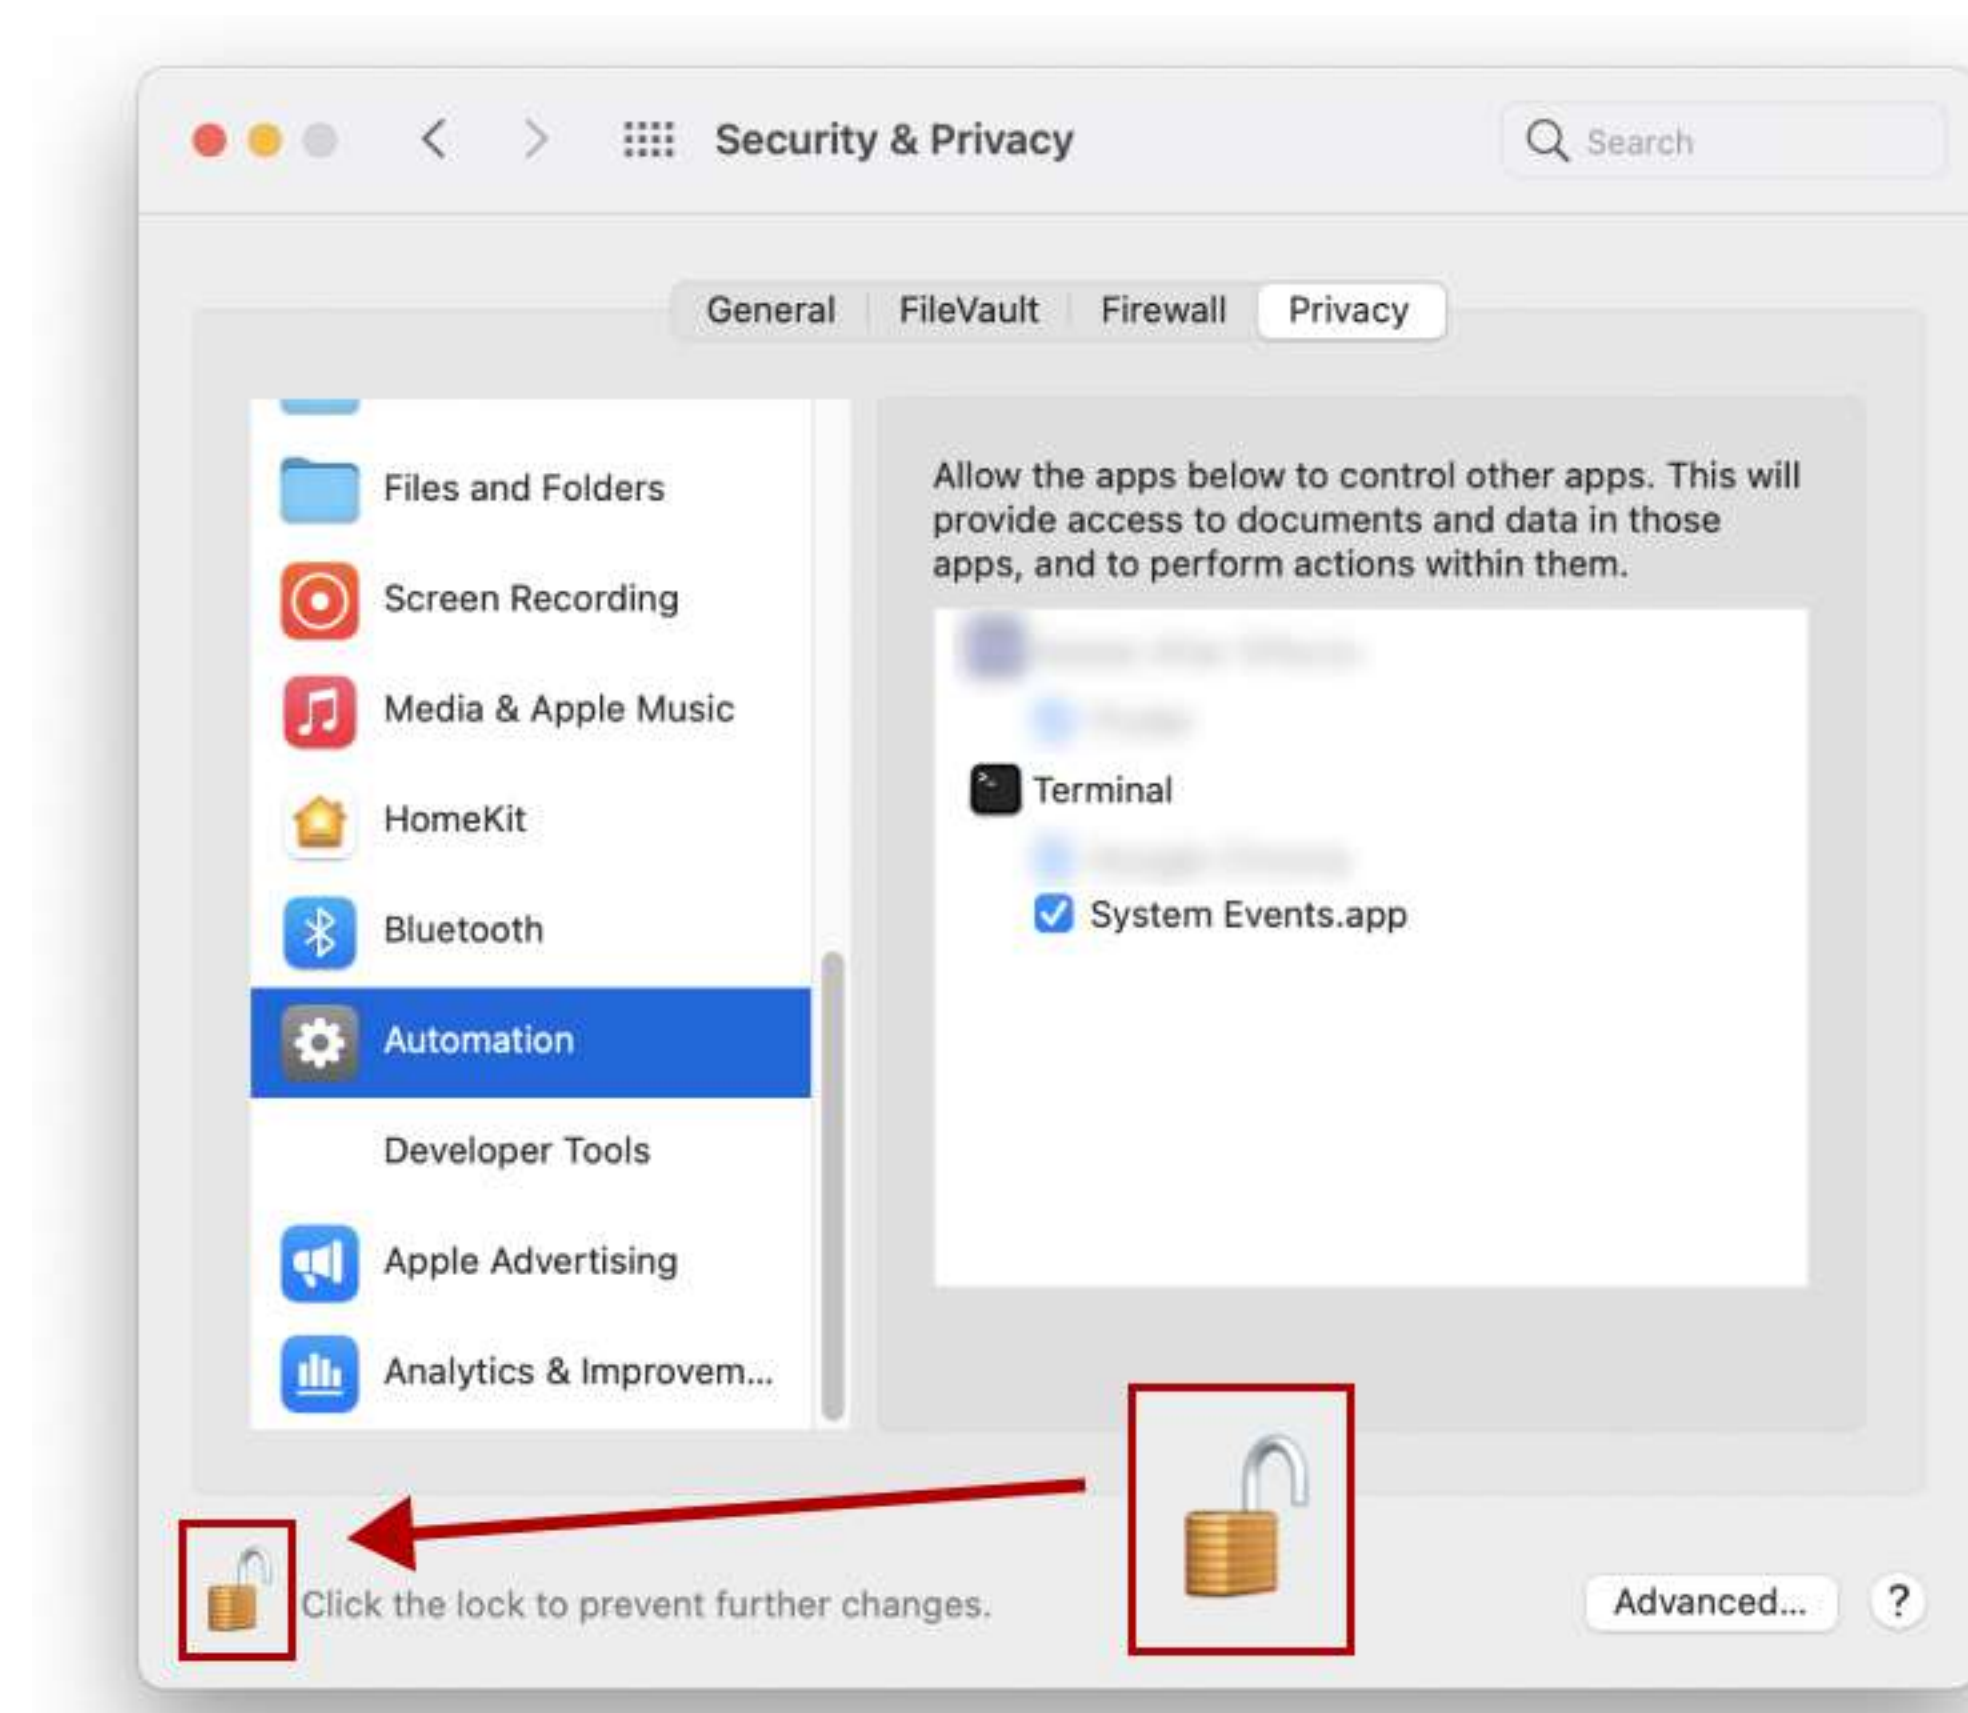 Security & Privacy
Search
General
FileVault
Firewall
Privacy
Files and Folders
Screen Recording
Media & Apple Music
HomeKit
Bluetooth
Automation
Developer Tools
Apple Advertising
Analytics & Improvem...
Allow the apps below to control other apps. This will
provide access to documents and data in those
apps, and to perform actions within them.
Terminal
System Events.app
Click the lock to prevent further changes.
Advanced...
?